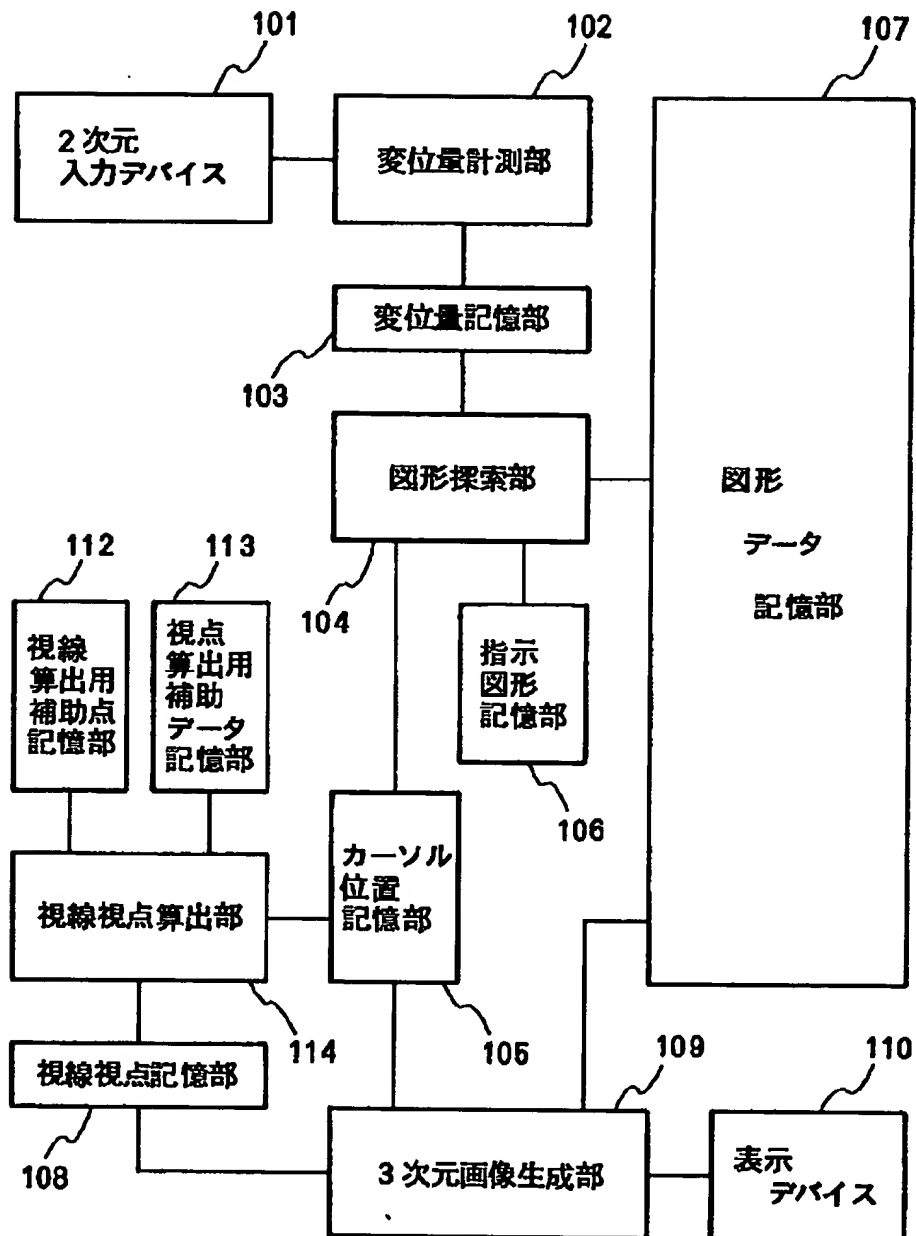 101
102
107
2次元
入力デバイス
変位量計測部
変位量記憶部
103
図形探索部
104
図形
データ
記憶部
112
113
視線
算出用
補助点
記憶部
視点
算出用
補助
データ
記憶部
指示
図形
記憶部
106
カーソル
位置
記憶部
105
視線視点算出部
114
視線視点記憶部
108
109
110
3次元画像生成部
表示
デバイス